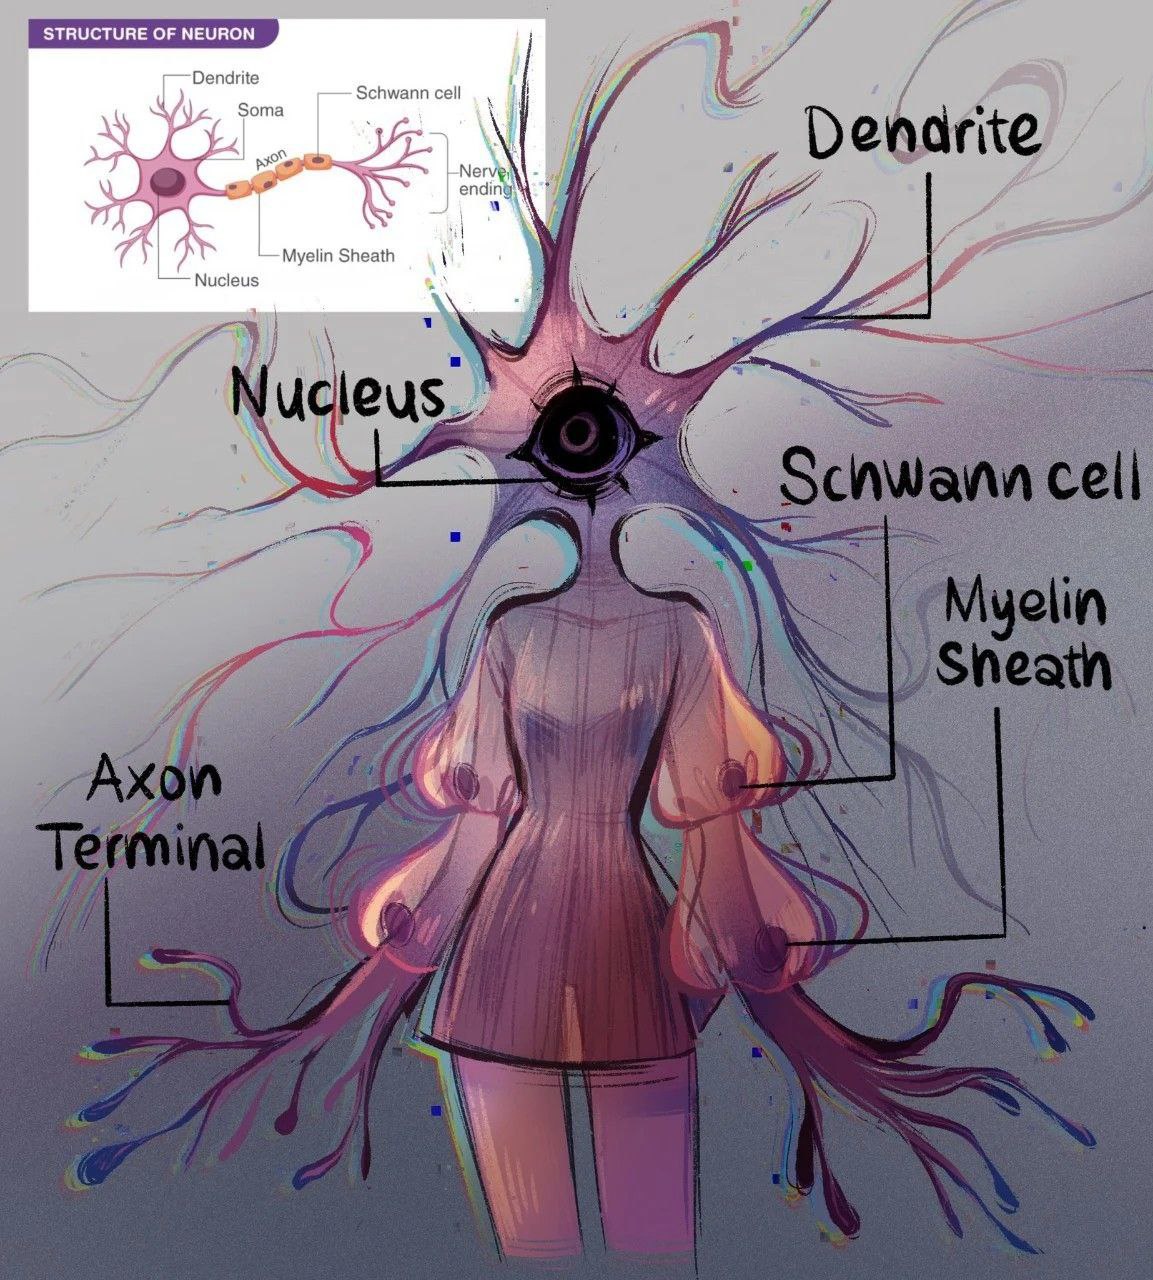 STRUCTURE OF NEURON
Dendrite
Soma
Schwann cell
Axon
Nerve
ending
Myelin Sheath
Nucleus
Dendrite
Nucleus
Schwann cell
Myelin
Sheath
Axon
Terminal